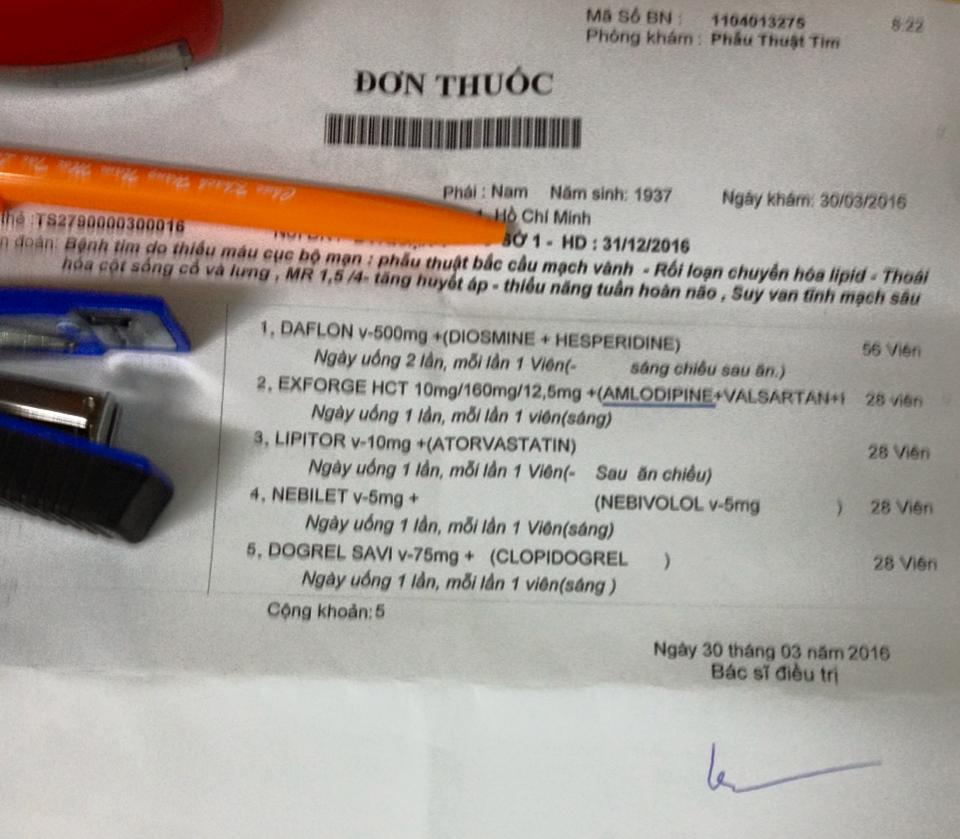 Mã Số BN : 1104013275 8:22
Phòng khám : Phẫu Thuật Tim
ĐƠN THUỐC
Phái : Nam Năm sinh: 1937 Ngày khám: 30/03/2016
Hồ Chí Minh
thẻ :TS2790000300016 SỞ 1 - HD : 31/12/2016
n đoán: Bệnh tim do thiếu máu cục bộ mạn : phẫu thuật bắc cầu mạch vành - Rối loạn chuyển hóa lipid - Thoái
hóa cột sống cổ và lưng , MR 1,5 /4- tăng huyết áp - thiểu năng tuần hoàn não , Suy van tĩnh mạch sâu
1, DAFLON v-500mg +(DIOSMINE + HESPERIDINE) 56 Viên
Ngày uống 2 lần, mỗi lần 1 Viên(- sáng chiều sau ăn.)
2, EXFORGE HCT 10mg/160mg/12,5mg +(AMLODIPINE+VALSARTAN+ 28 viên
Ngày uống 1 lần, mỗi lần 1 viên(sáng)
3, LIPITOR v-10mg +(ATORVASTATIN) 28 Viên
Ngày uống 1 lần, mỗi lần 1 Viên(- Sau ăn chiều)
4, NEBILET v-5mg + (NEBIVOLOL v-5mg ) 28 Viên
Ngày uống 1 lần, mỗi lần 1 Viên(sáng)
5, DOGREL SAVI v-75mg + (CLOPIDOGREL ) 28 Viên
Ngày uống 1 lần, mỗi lần 1 viên(sáng )
Cộng khoản: 5
Ngày 30 tháng 03 năm 2016
Bác sĩ điều trị